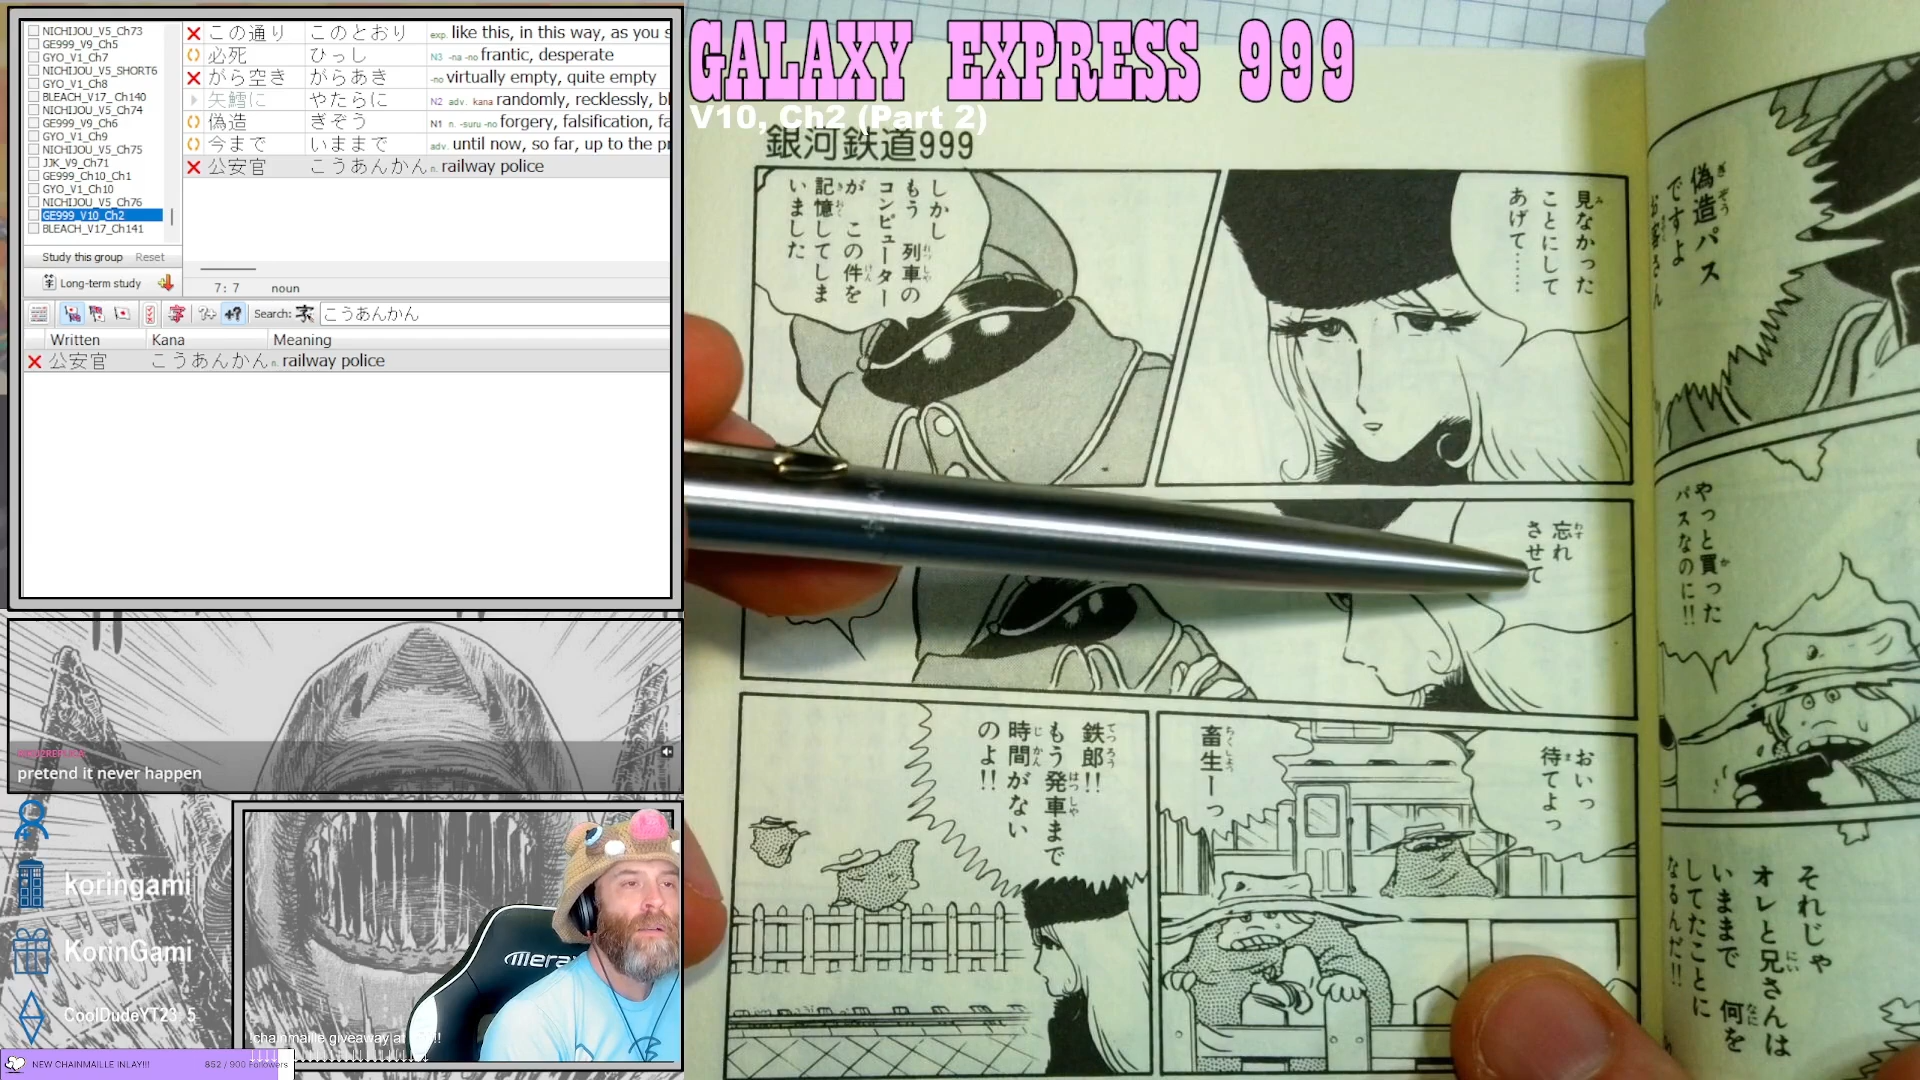 NICHIJOU_V5_Ch73
GE999_V9_Ch5
GYO_V1_Ch7
NICHIJOU_V5_SHORT6
GYO_V1_Ch8
BLEACH_V17_Ch140
NICHIJOU_V5_Ch74
GE999_V9_Ch6
GYO_V1_Ch9
NICHIJOU_V5_Ch75
JJK_V9_Ch71
GE999_Ch10_Ch1
GYO_V1_Ch10
NICHIJOU_V5_Ch76
GE999_V10_Ch2
BLEACH_V17_Ch141
Study this group Reset
Long-term study
この通り このとおり exp. like this, in this way, as you s
必死 ひっし N3 -na -no frantic, desperate
がら空き がらあき -no virtually empty, quite empty
矢鱈に やたらに N2 adv. kana randomly, recklessly, bl
偽造 ぎぞう N1 n. -suru -no forgery, falsification, fa
今まで いままで adv. until now, so far, up to the pr
公安官 こうあんかん n. railway police
7: 7 noun
Search: こうあんかん
Written Kana Meaning
公安官 こうあんかん n. railway police
pretend it never happen
koringami
KorinGami
CoolDudeYT23_5
NEW CHAINMAILLE INLAY!!! 852 / 900 Followers
GALAXY EXPRESS 999
V10, Ch2 (Part 2)
銀河鉄道999
偽造パス
ですよ
お客さん
やっと買った
パスなのに!!
それじゃ
オレと兄さんは
いままで 何を
してたことに
なるんだ!!
見なかった
ことにして
あげて……
しかし
もう 列車の
コンピューター
が この件を
記憶してしま
いました
忘れ
させて
おいっ
待てよっ
畜生ーっ
鉄郎!!
もう発車まで
時間がない
のよ!!